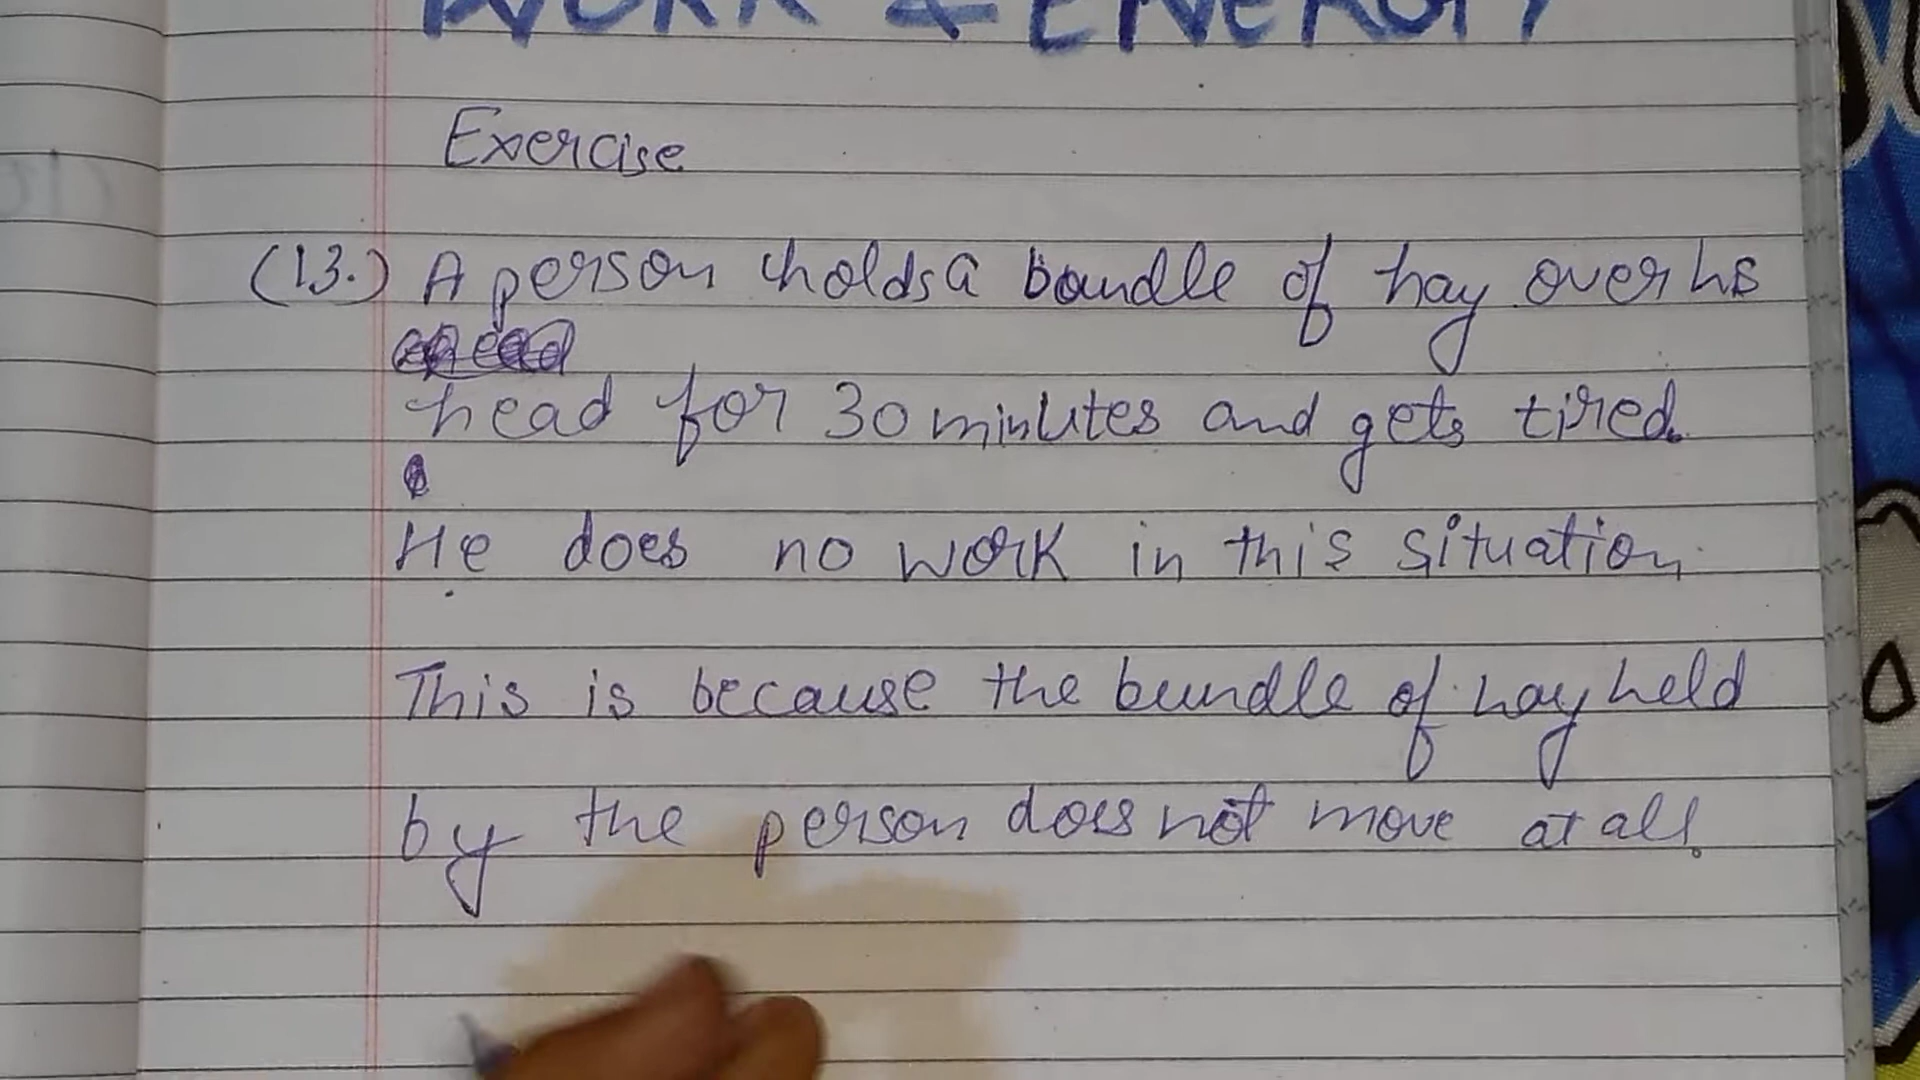 WORK & ENERGY
Exercise
(13.) A person holds a bundle of hay over his
head for 30 minutes and gets tired.
He does no work in this situation.
This is because the bundle of hay held
by the person does not move at all.